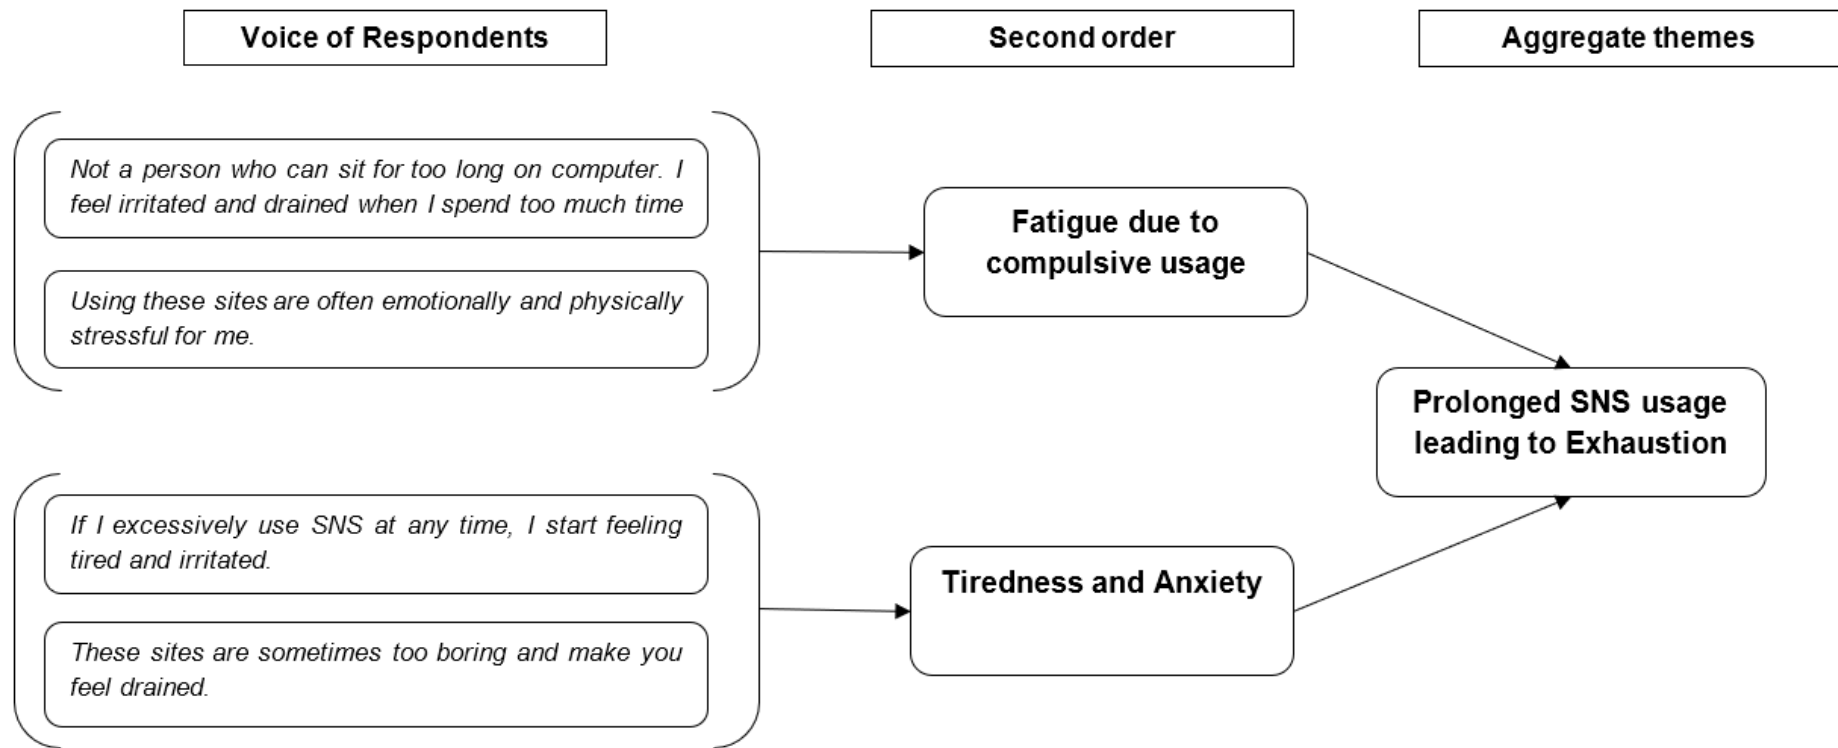 Voice of Respondents
Second order
Aggregate themes
Not a person who can sit for too long on computer. I
feel irritated and drained when I spend too much time
Using these sites are often emotionally and physically
stressful for me.
Fatigue due to
compulsive usage
Prolonged SNS usage
leading to Exhaustion
If I excessively use SNS at any time, I start feeling
tired and irritated.
These sites are sometimes too boring and make you
feel drained.
Tiredness and Anxiety